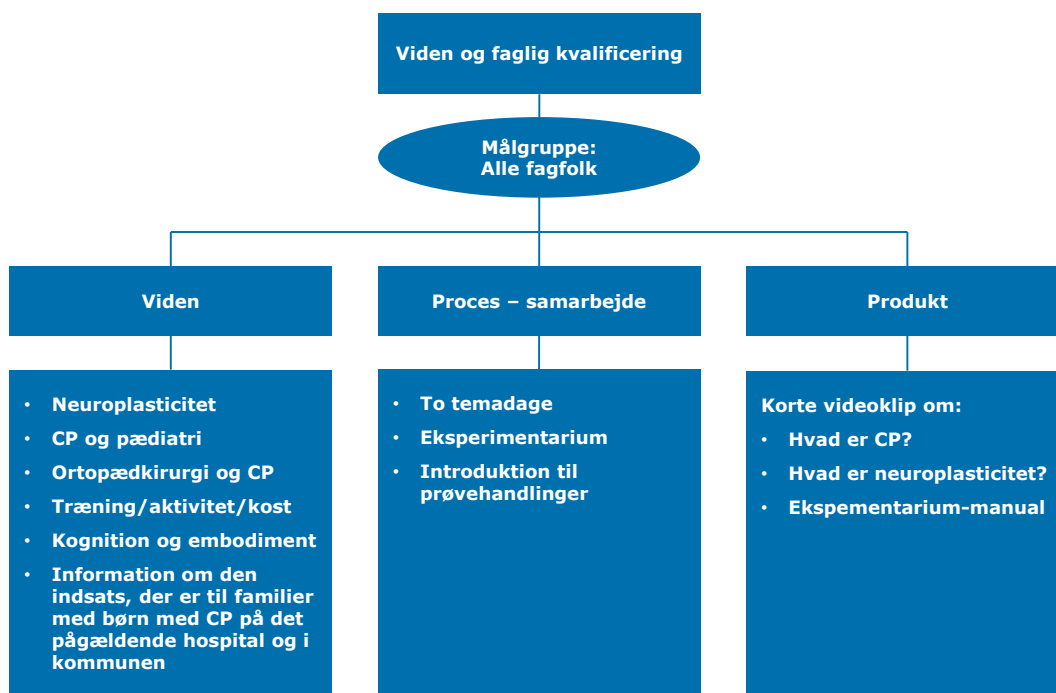 Viden og faglig kvalificering
Målgruppe:
Alle fagfolk
Viden
Proces – samarbejde
Produkt
• Neuroplasticitet
• CP og pædiatri
• Ortopædkirurgi og CP
• Træning/aktivitet/kost
• Kognition og embodiment
• Information om den
indsats, der er til familier
med børn med CP på det
pågældende hospital og i
kommunen
• To temadage
• Eksperimentarium
• Introduktion til
prøvehandlinger
Korte videoklip om:
• Hvad er CP?
• Hvad er neuroplasticitet?
• Ekspementarium-manual